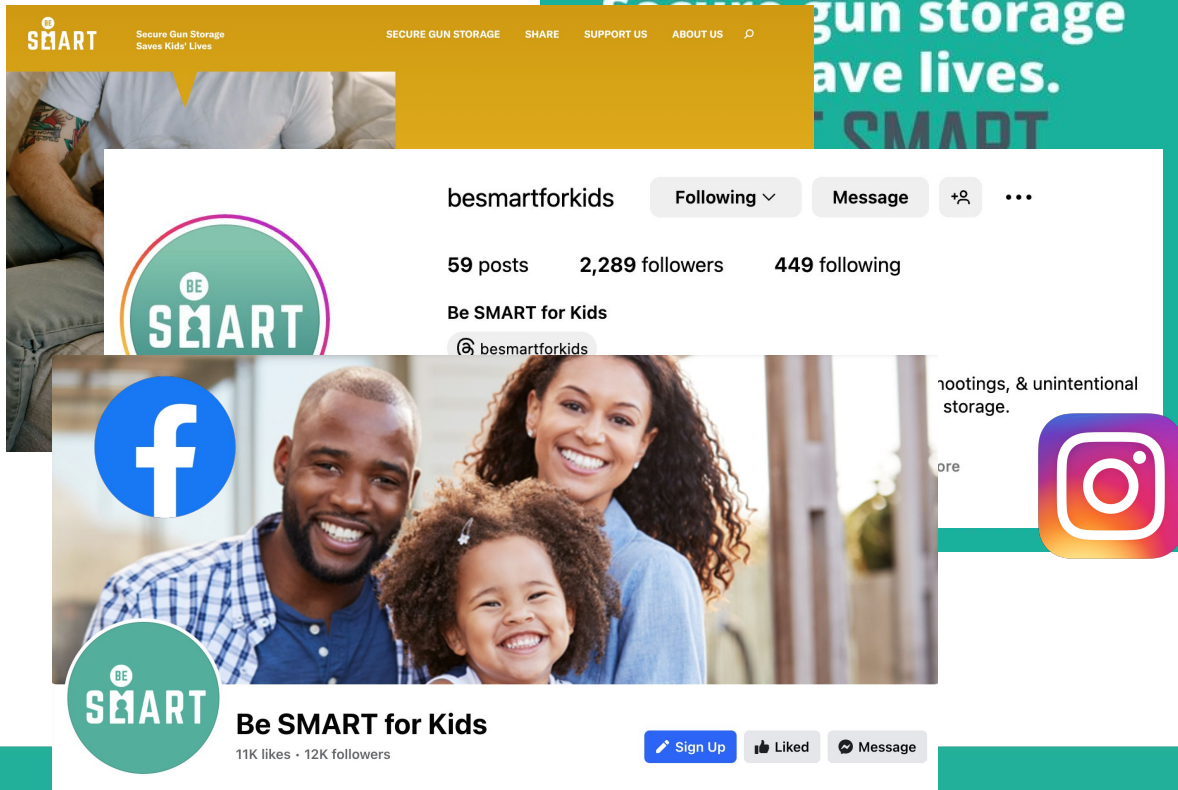 BE
SMART
Secure Gun Storage
Saves Kids' Lives
SECURE GUN STORAGE SHARE SUPPORT US ABOUT US
Secure gun storage
ave lives.
SMART
besmartforkids Following Message
59 posts 2,289 followers 449 following
Be SMART for Kids
besmartforkids
BE
SMART
hootings, & unintentional
storage.
ore
BE
SMART
Be SMART for Kids
11K likes · 12K followers
Sign Up Liked Message